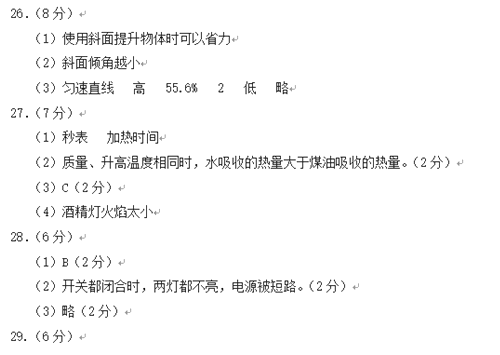 26.（8分）
（1）使用斜面提升物体时可以省力
（2）斜面倾角越小
（3）匀速直线 高 55.6% 2 低 略
27.（7分）
（1）秒表 加热时间
（2）质量、升高温度相同时，水吸收的热量大于煤油吸收的热量。（2分）
（3）C（2分）
（4）酒精灯火焰太小
28.（6分）
（1）B（2分）
（2）开关都闭合时，两灯都不亮，电源被短路。（2分）
（3）略（2分）
29.（6分）